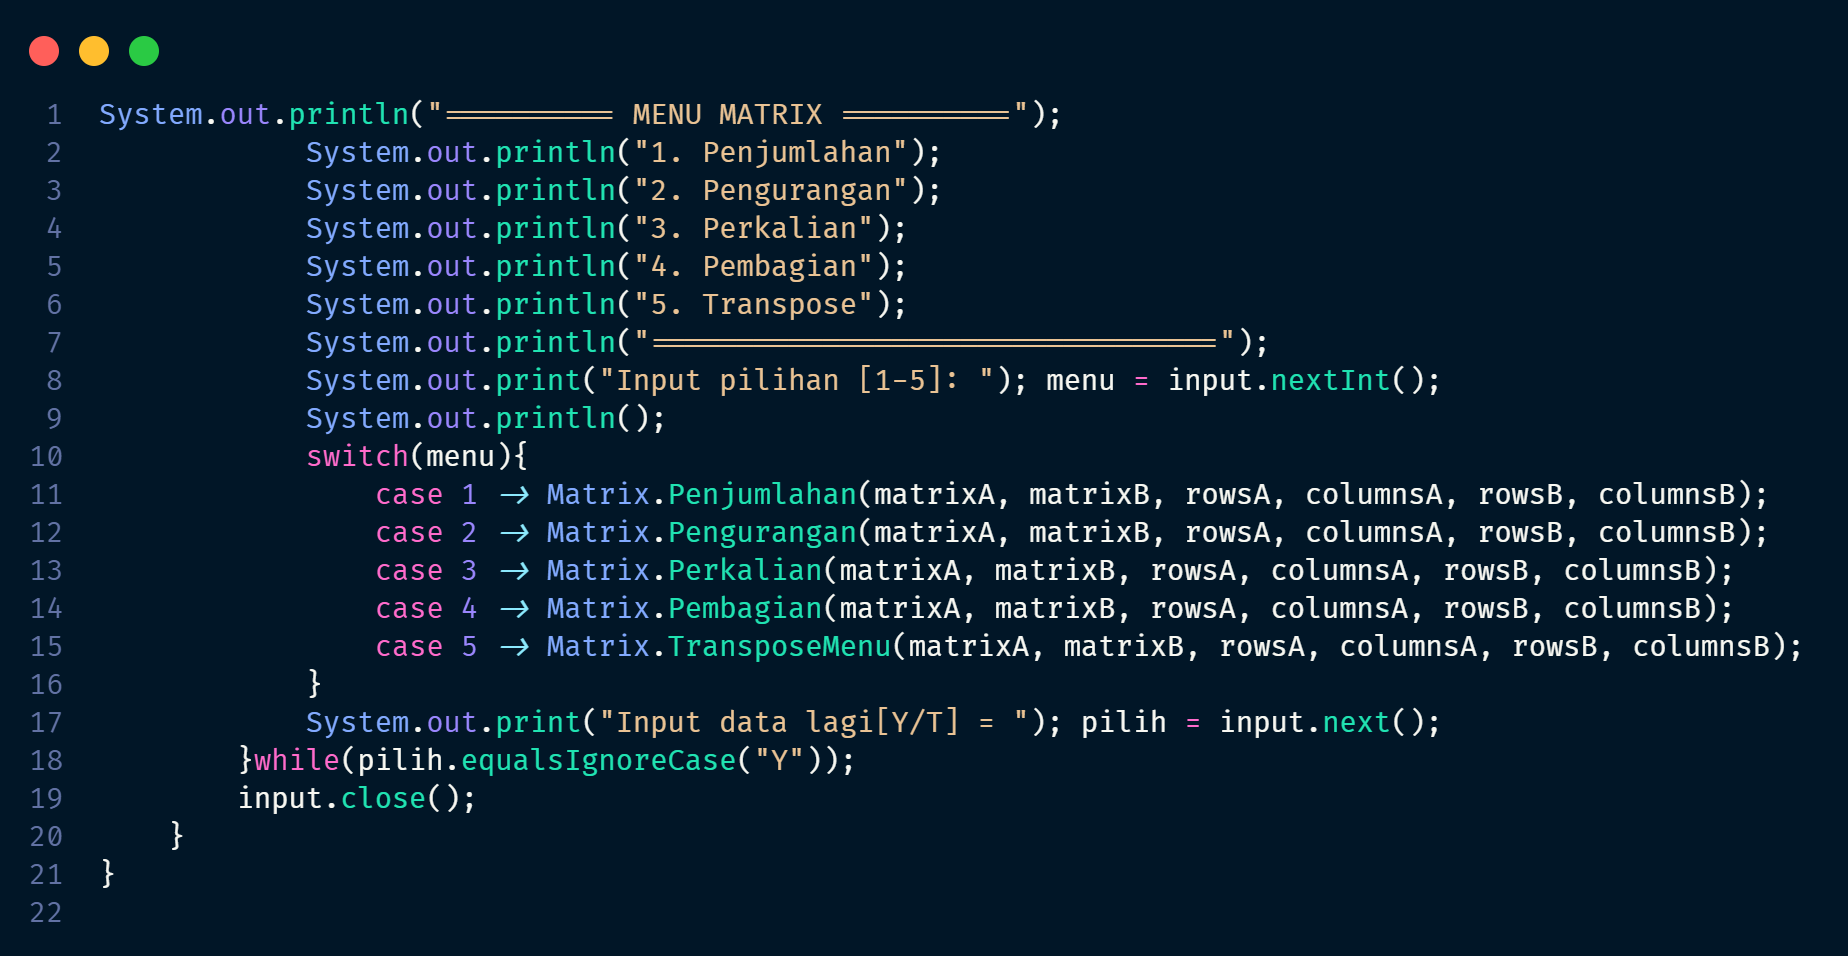 1 System.out.println("========== MENU MATRIX ==========");
2 System.out.println("1. Penjumlahan");
3 System.out.println("2. Pengurangan");
4 System.out.println("3. Perkalian");
5 System.out.println("4. Pembagian");
6 System.out.println("5. Transpose");
7 System.out.println("=================================");
8 System.out.print("Input pilihan [1-5]: "); menu = input.nextInt();
9 System.out.println();
10 switch(menu){
11 case 1 -> Matrix.Penjumlahan(matrixA, matrixB, rowsA, columnsA, rowsB, columnsB);
12 case 2 -> Matrix.Pengurangan(matrixA, matrixB, rowsA, columnsA, rowsB, columnsB);
13 case 3 -> Matrix.Perkalian(matrixA, matrixB, rowsA, columnsA, rowsB, columnsB);
14 case 4 -> Matrix.Pembagian(matrixA, matrixB, rowsA, columnsA, rowsB, columnsB);
15 case 5 -> Matrix.TransposeMenu(matrixA, matrixB, rowsA, columnsA, rowsB, columnsB);
16 }
17 System.out.print("Input data lagi[Y/T] = "); pilih = input.next();
18 }while(pilih.equalsIgnoreCase("Y"));
19 input.close();
20 }
21 }
22